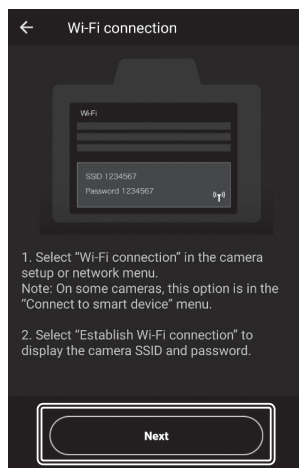 Wi-Fi connection
Wi-Fi
SSID 1234567
Password 1234567
1. Select “Wi-Fi connection” in the camera
setup or network menu.
Note: On some cameras, this option is in the
“Connect to smart device” menu.
2. Select “Establish Wi-Fi connection” to
display the camera SSID and password.
Next